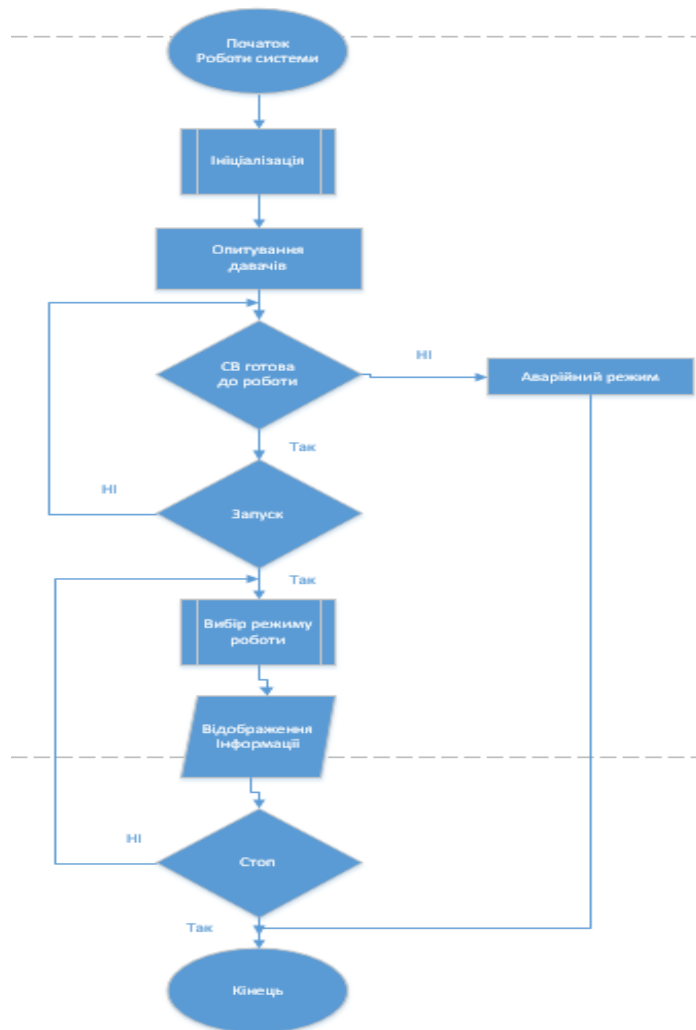 Початок
Роботи системи
Ініціалізація
Опитування
давачів
СВ готова
до роботи
НІ
Аварійний режим
Так
НІ
Запуск
Так
Вибір режиму
роботи
Відображення
Інформації
НІ
Стоп
Так
Кінець